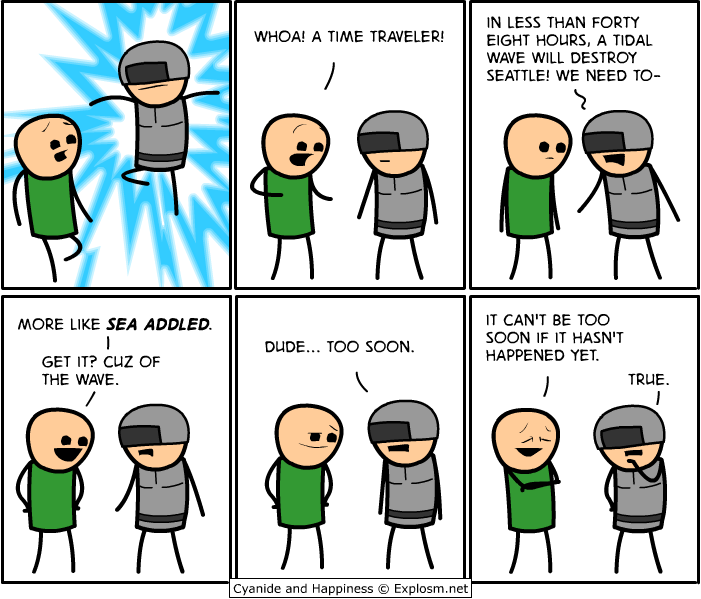 WHOA! A TIME TRAVELER!
IN LESS THAN FORTY
EIGHT HOURS, A TIDAL
WAVE WILL DESTROY
SEATTLE! WE NEED TO-
MORE LIKE SEA ADDLED.
GET IT? CUZ OF
THE WAVE.
DUDE... TOO SOON.
IT CAN'T BE TOO
SOON IF IT HASN'T
HAPPENED YET.
TRUE.
Cyanide and Happiness © Explosm.net